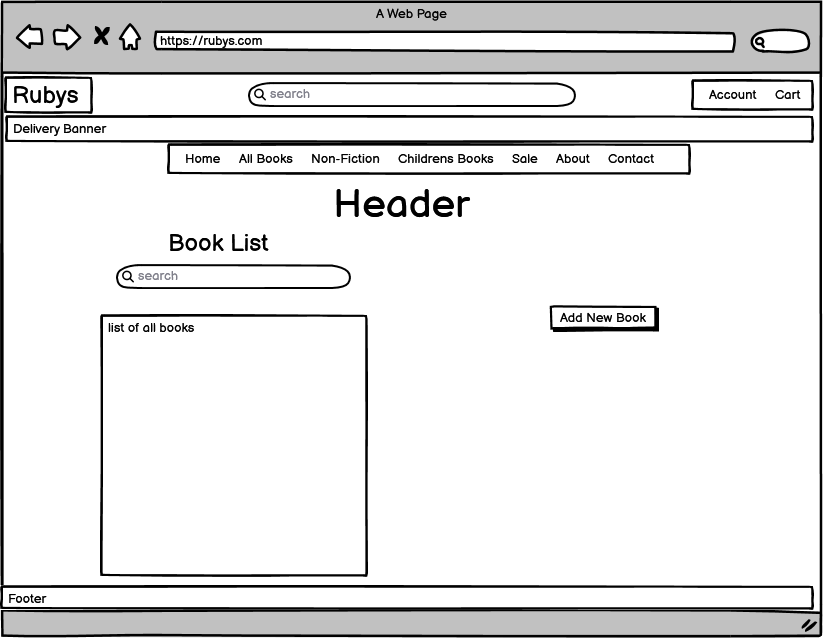 A Web Page
https://rubys.com
Rubys
search
Account Cart
Delivery Banner
Home All Books Non-Fiction Childrens Books Sale About Contact
Header
Book List
search
Add New Book
list of all books
Footer